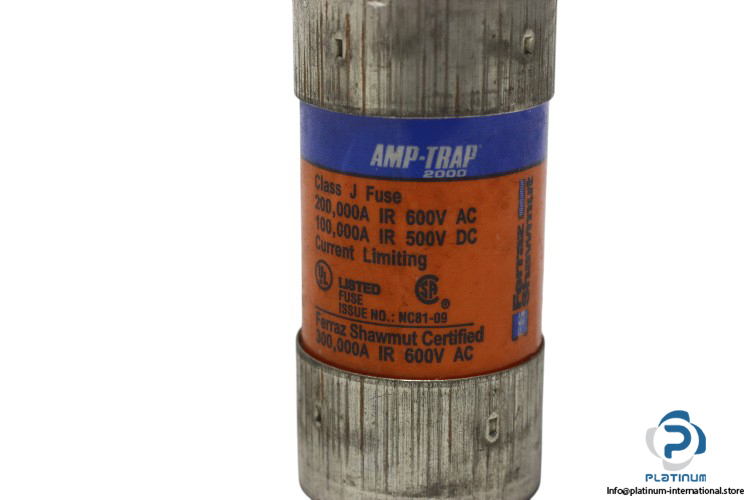 AMP-TRAP
2000
Class J Fuse
200,000A IR 600V AC
100,000A IR 500V DC
Current Limiting
UL LISTED
FUSE
ISSUE NO.: NC81-09
SA
Ferraz Shawmut Certified
300,000A IR 600V AC
Ferraz
Shawmut
PLATINUM
Info@platinum-international.store